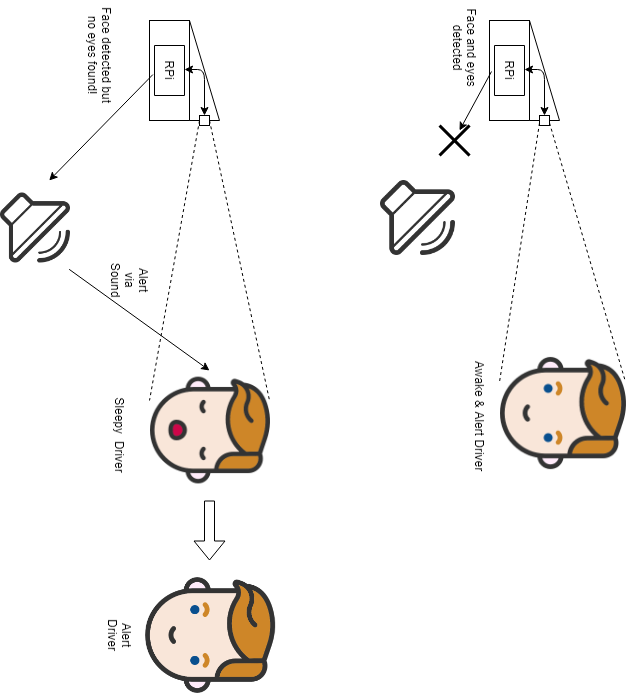 Face and eyes
detected
RPi
Awake & Alert Driver
Face detected but
no eyes found!
RPi
Alert
via
Sound
Sleepy Driver
Alert
Driver